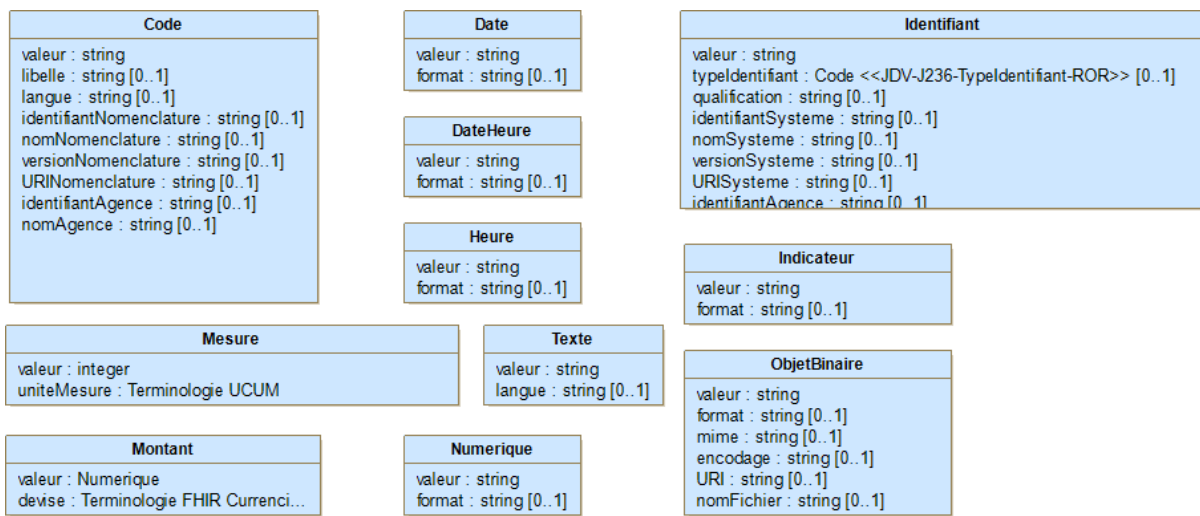 Code
valeur : string
libelle : string [0..1]
langue : string [0..1]
identifiantNomenclature : string [0..1]
nomNomenclature : string [0..1]
versionNomenclature : string [0..1]
URINomenclature : string [0..1]
identifiantAgence : string [0..1]
nomAgence : string [0..1]
Date
valeur : string
format : string [0..1]
DateHeure
valeur : string
format : string [0..1]
Heure
valeur : string
format : string [0..1]
Identifiant
valeur : string
typeIdentifiant : Code <<JDV-J236-TypeIdentifiant-ROR>> [0..1]
qualification : string [0..1]
identifiantSysteme : string [0..1]
nomSysteme : string [0..1]
versionSysteme : string [0..1]
URISysteme : string [0..1]
identifiantAgence : string [0..1]
Indicateur
valeur : string
format : string [0..1]
Mesure
valeur : integer
uniteMesure : Terminologie UCUM
Texte
valeur : string
langue : string [0..1]
ObjetBinaire
valeur : string
format : string [0..1]
mime : string [0..1]
encodage : string [0..1]
URI : string [0..1]
nomFichier : string [0..1]
Montant
valeur : Numerique
devise : Terminologie FHIR Currenci...
Numerique
valeur : string
format : string [0..1]